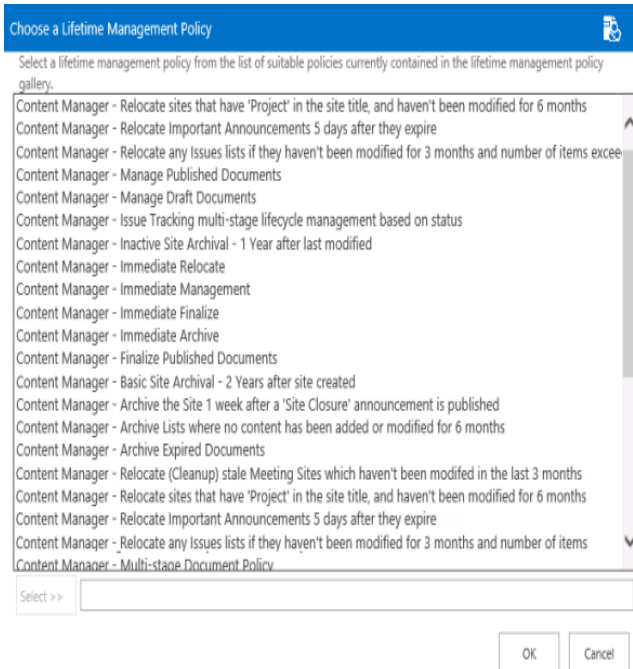 Choose a Lifetime Management Policy
Select a lifetime management policy from the list of suitable policies currently contained in the lifetime management policy
gallery.
Content Manager - Relocate sites that have 'Project' in the site title, and haven't been modified for 6 months
Content Manager - Relocate Important Announcements 5 days after they expire
Content Manager - Relocate any Issues lists if they haven't been modified for 3 months and number of items excee
Content Manager - Manage Published Documents
Content Manager - Manage Draft Documents
Content Manager - Issue Tracking multi-stage lifecycle management based on status
Content Manager - Inactive Site Archival - 1 Year after last modified
Content Manager - Immediate Relocate
Content Manager - Immediate Management
Content Manager - Immediate Finalize
Content Manager - Immediate Archive
Content Manager - Finalize Published Documents
Content Manager - Basic Site Archival - 2 Years after site created
Content Manager - Archive the Site 1 week after a 'Site Closure' announcement is published
Content Manager - Archive Lists where no content has been added or modified for 6 months
Content Manager - Archive Expired Documents
Content Manager - Relocate (Cleanup) stale Meeting Sites which haven't been modifed in the last 3 months
Content Manager - Relocate sites that have 'Project' in the site title, and haven't been modified for 6 months
Content Manager - Relocate Important Announcements 5 days after they expire
Content Manager - Relocate any Issues lists if they haven't been modified for 3 months and number of items
Content Manager - Multi-stage Document Policy
Select >>
OK Cancel